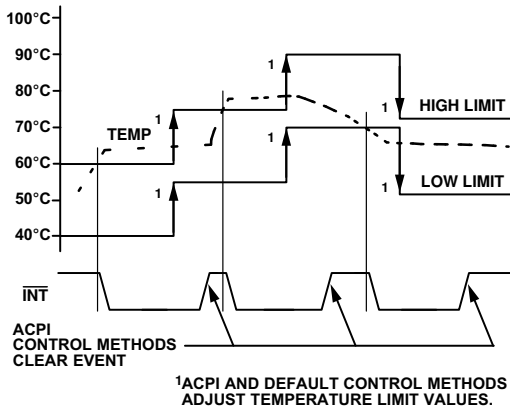 100°C
90°C
80°C
70°C
60°C
50°C
40°C
TEMP
1
1
1
1
1
1
HIGH LIMIT
LOW LIMIT
INT
ACPI
CONTROL METHODS
CLEAR EVENT
1ACPI AND DEFAULT CONTROL METHODS
ADJUST TEMPERATURE LIMIT VALUES.